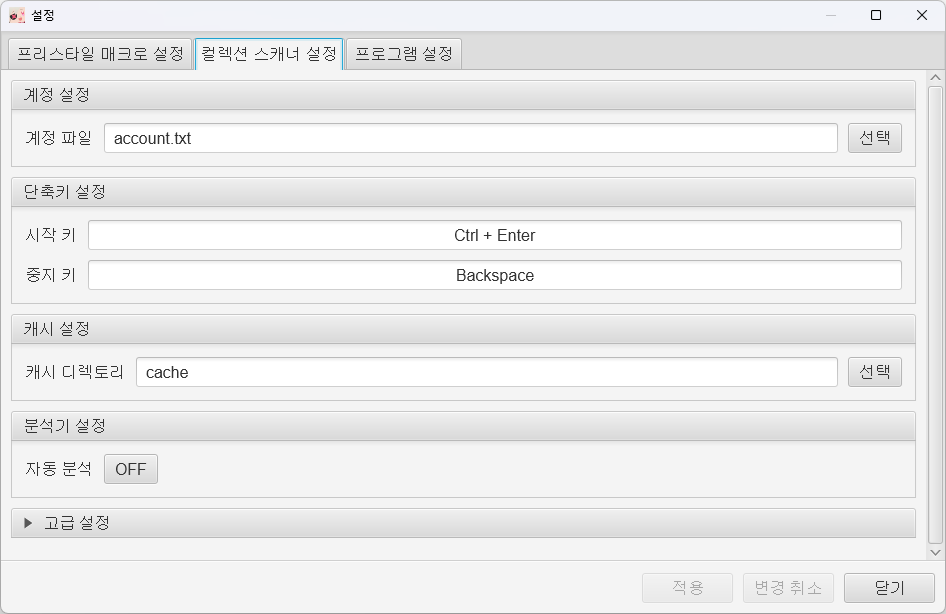 설정
프리스타일 매크로 설정 컬렉션 스캐너 설정 프로그램 설정
계정 설정
계정 파일 account.txt 선택
단축키 설정
시작 키 Ctrl + Enter
중지 키 Backspace
캐시 설정
캐시 디렉토리 cache 선택
분석기 설정
자동 분석 OFF
고급 설정
적용 변경 취소 닫기